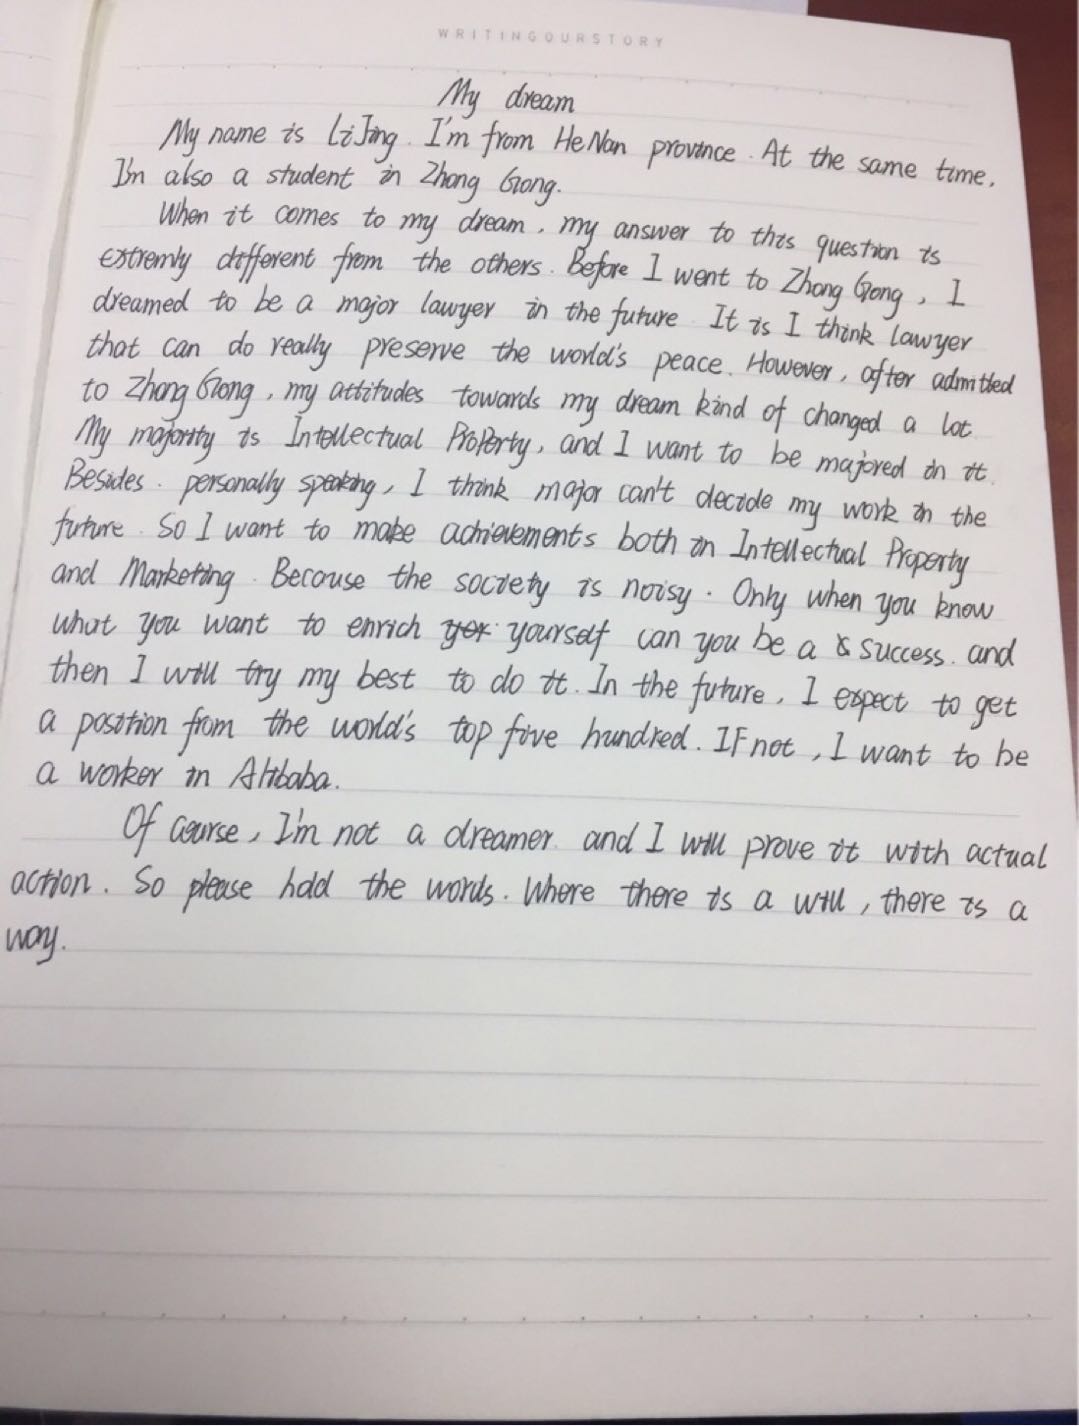 WRITINGOURSTORY
My dream
My name is LiJing. I'm from HeNan province. At the same time,
I'm also a student in Zhong Gong.
When it comes to my dream, my answer to this question is
extremly different from the others. Before I went to Zhong Gong, I
dreamed to be a major lawyer in the future It is I think lawyer
that can do really preserve the world's peace. However, after admitted
to Zhong Gong, my attitudes towards my dream kind of changed a lot.
My majority is Intellectual Property, and I want to be majored in it.
Besides. personally speaking, I think major can't decide my work in the
future. So I want to make achievements both in Intellectual Property
and Marketing. Because the society is noisy. Only when you know
what you want to enrich yourself can you be a success. and
then I will try my best to do it. In the future, I expect to get
a position from the world's top five hundred. IF not, I want to be
a worker in Alibaba.
Of course, I'm not a dreamer. and I will prove it with actual
action. So please hold the words. Where there is a will, there is a
way.